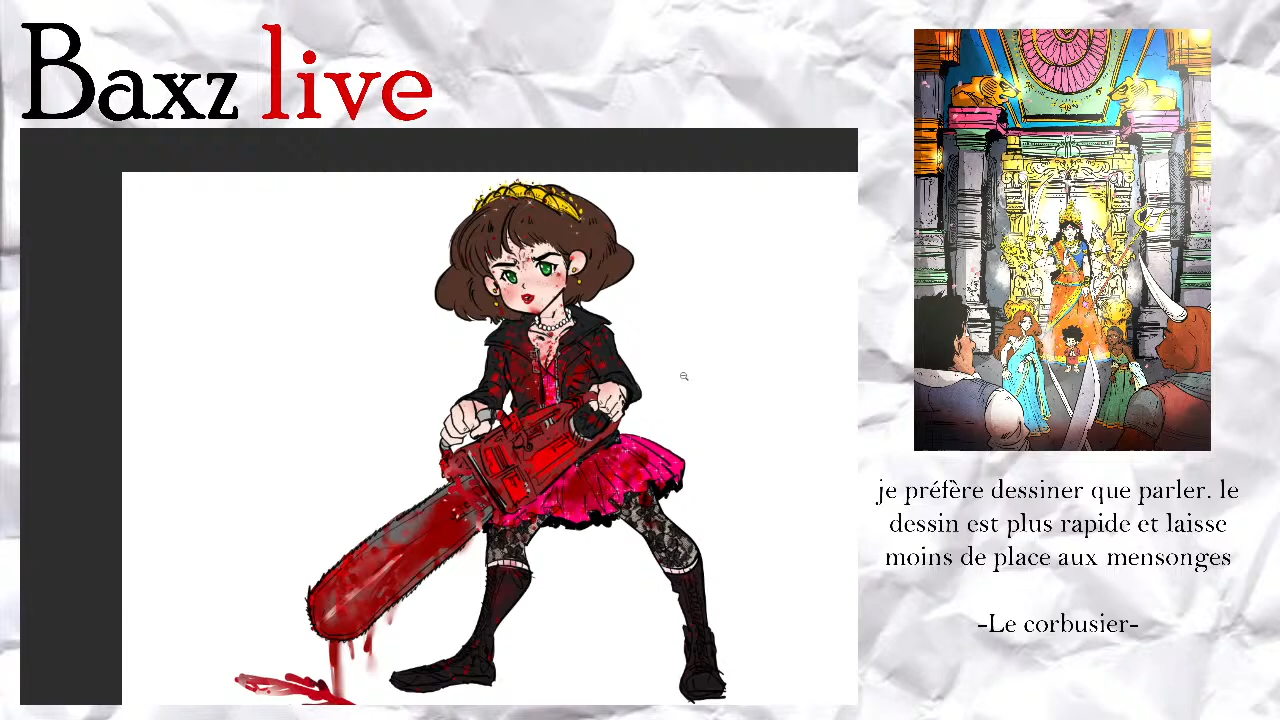 Baxz live
je préfère dessiner que parler. le
dessin est plus rapide et laisse
moins de place aux mensonges
-Le corbusier-